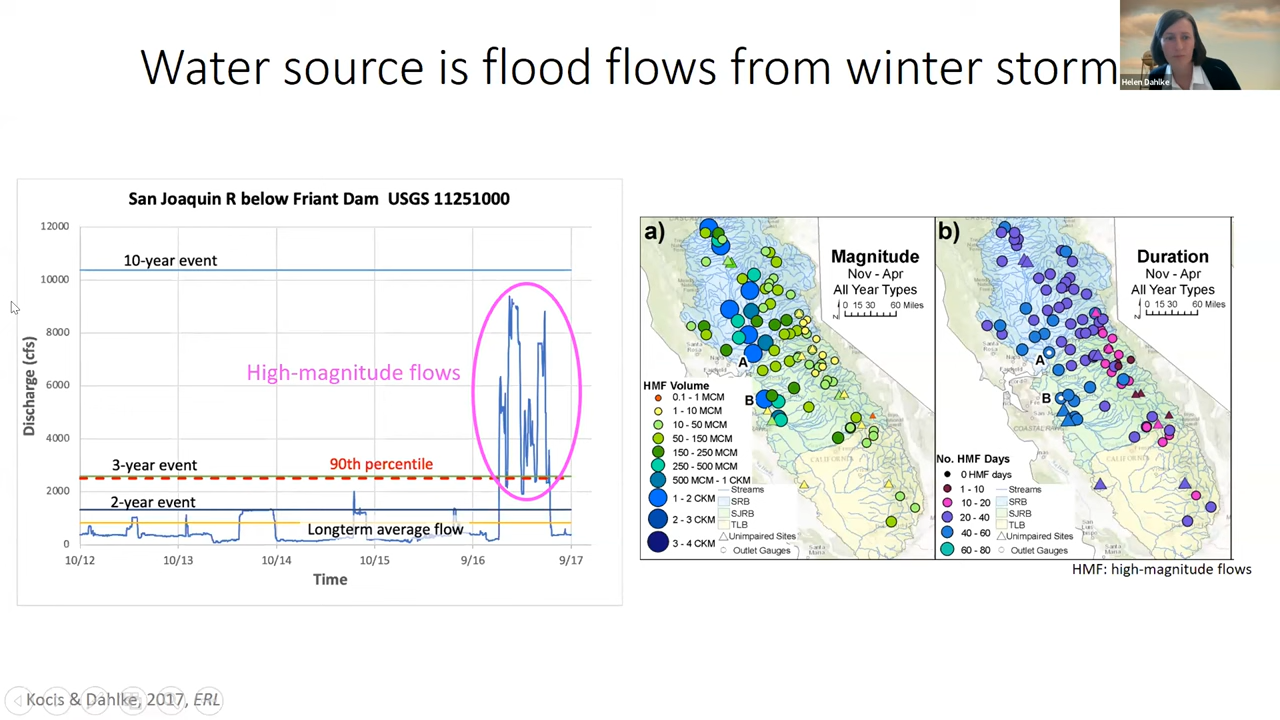 Water source is flood flows from winter storm
Helen Dahlke
San Joaquin R below Friant Dam USGS 11251000
12000
10000
8000
6000
4000
2000
0
Discharge (cfs)
10-year event
High-magnitude flows
3-year event
90th percentile
2-year event
Longterm average flow
10/12
10/13
10/14
10/15
9/16
9/17
Time
a)
Magnitude
Nov - Apr
All Year Types
0 15 30 60 Miles
N
A
B
HMF Volume
0.1 - 1 MCM
1 - 10 MCM
10 - 50 MCM
50 - 150 MCM
150 - 250 MCM
250 - 500 MCM
500 MCM - 1 CKM
1 - 2 CKM
2 - 3 CKM
3 - 4 CKM
Streams
SRB
SJRB
TLB
Unimpaired Sites
Outlet Gauges
CALIFORNIA
b)
Duration
Nov - Apr
All Year Types
0 15 30 60 Miles
N
A
B
No. HMF Days
0 HMF days
1 - 10
10 - 20
20 - 40
40 - 60
60 - 80
Streams
SRB
SJRB
TLB
Unimpaired Sites
Outlet Gauges
CALIFORNIA
HMF: high-magnitude flows
Kocis & Dahlke, 2017, ERL